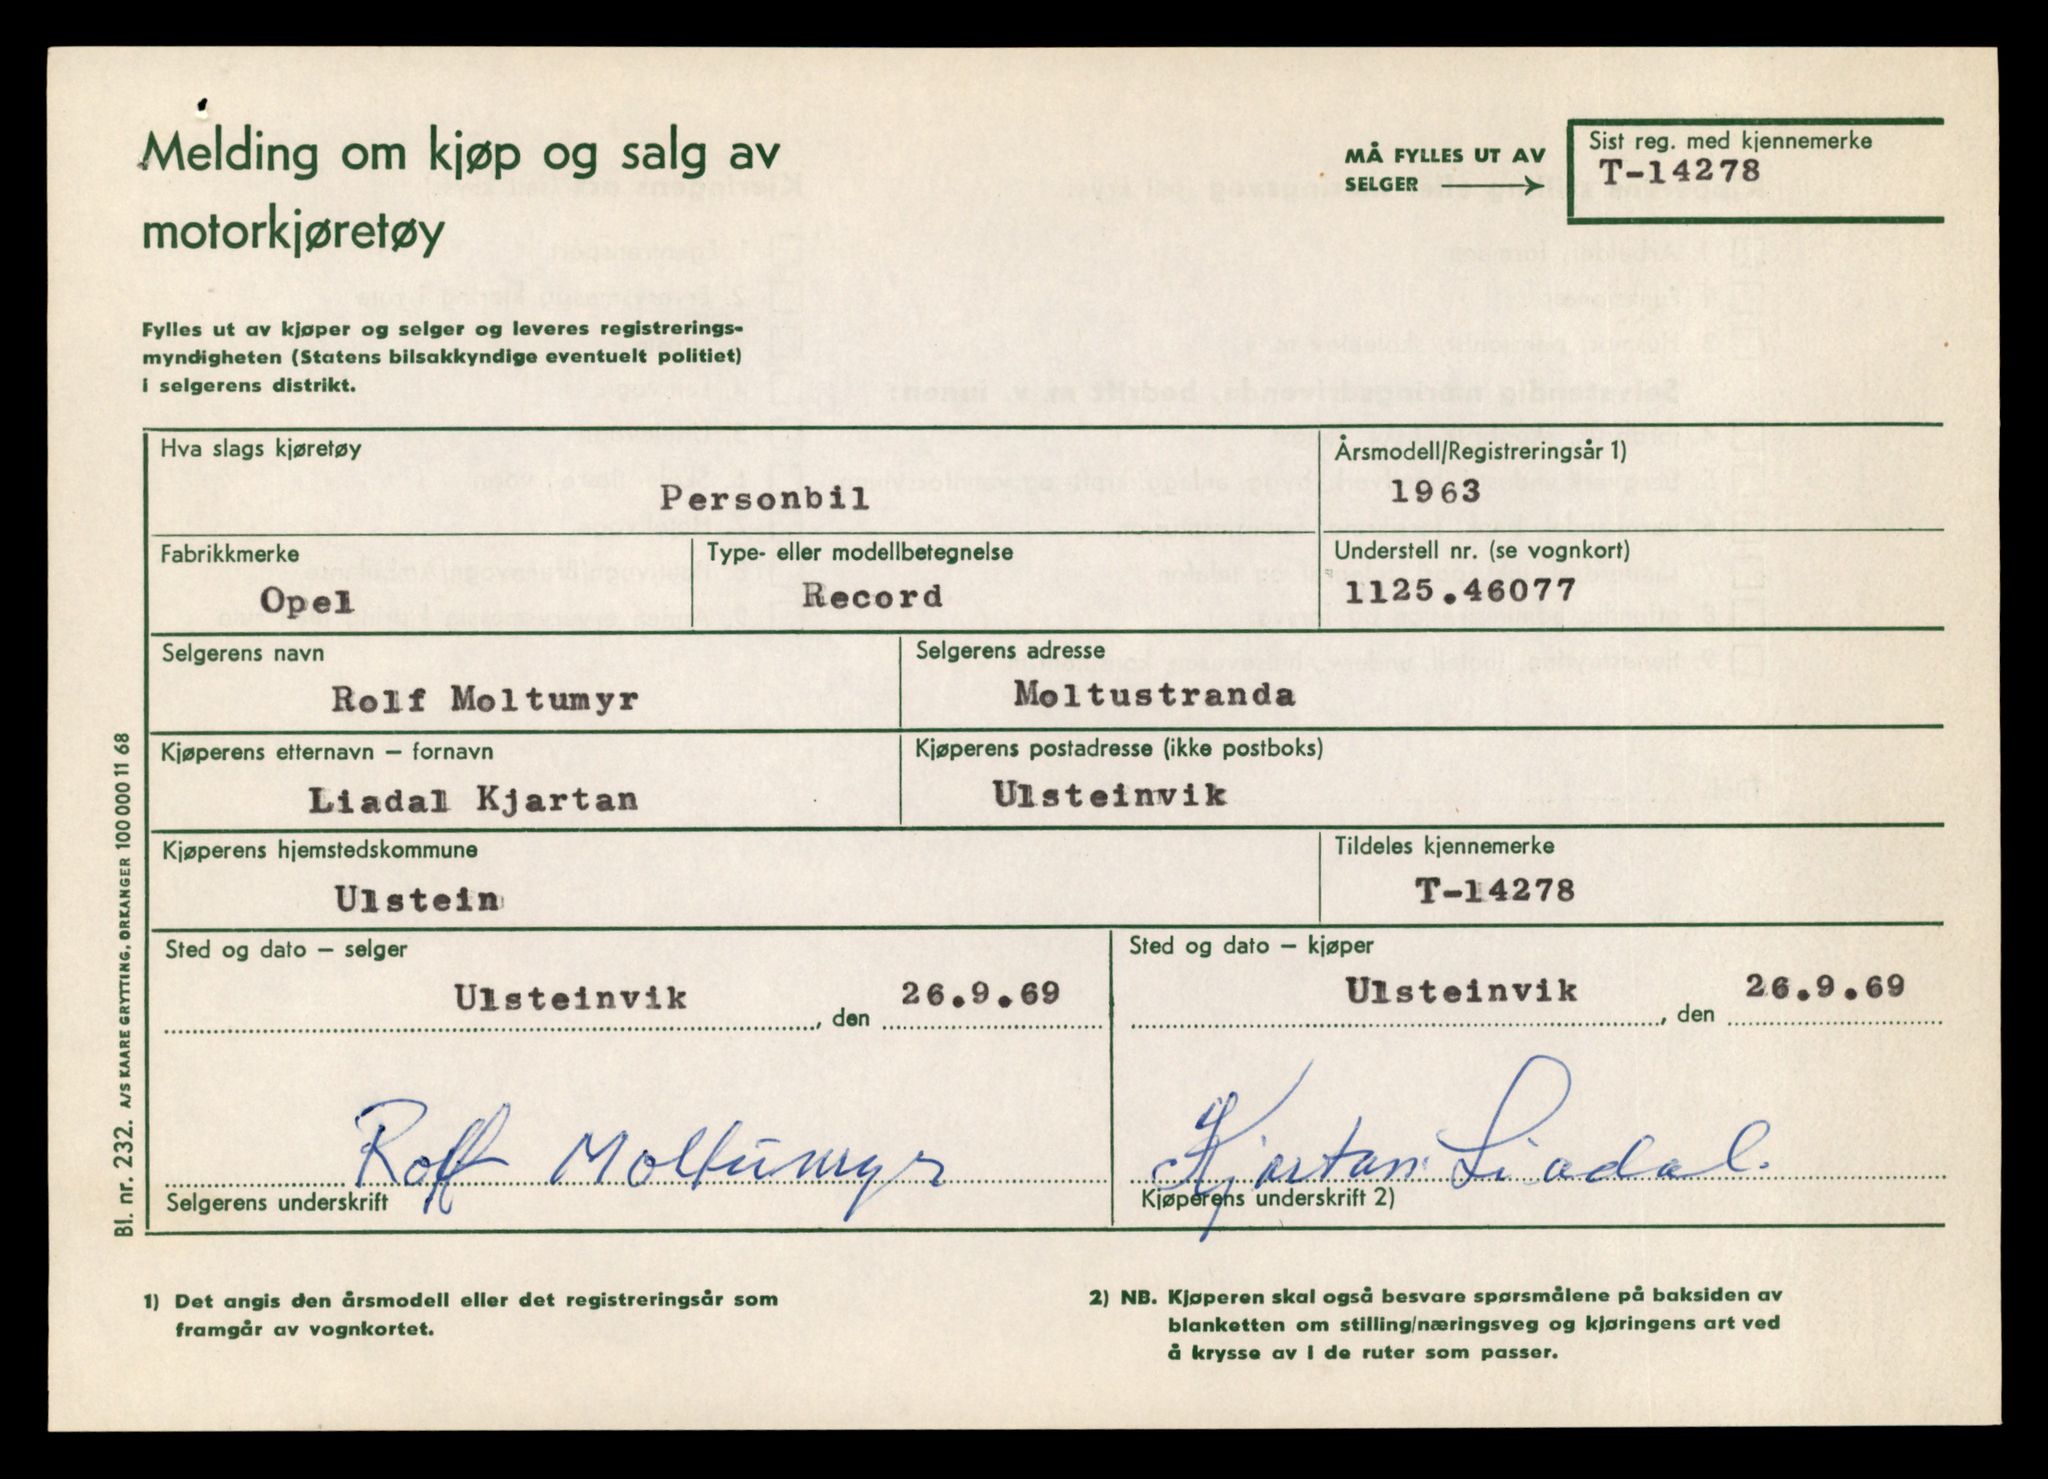 Melding om kjøp og salg av
motorkjøretøy
MÅ FYLLES UT AV
SELGER
Sist reg. med kjennemerke
T-14278
Fylles ut av kjøper og selger og leveres registrerings-
myndigheten (Statens bilsakkyndige eventuelt politiet)
i selgerens distrikt.
Hva slags kjøretøy
Personbil
Årsmodell/Registreringsår 1)
1963
Fabrikkmerke
Opel
Type- eller modellbetegnelse
Record
Understell nr. (se vognkort)
1125.46077
Selgerens navn
Rolf Moltumyr
Selgerens adresse
Moltustranda
Kjøperens etternavn – fornavn
Liadal Kjartan
Kjøperens postadresse (ikke postboks)
Ulsteinvik
Kjøperens hjemstedskommune
Ulstein
Tildeles kjennemerke
T-14278
Sted og dato – selger
Ulsteinvik, den 26.9.69
Sted og dato – kjøper
Ulsteinvik, den 26.9.69
Rolf Moltumyr
Selgerens underskrift
Kjartan Liadal.
Kjøperens underskrift 2)
Bl. nr. 232. A/S KAARE GRYTTING, ORKANGER 100 000 11 68
1) Det angis den årsmodell eller det registreringsår som
framgår av vognkortet.
2) NB. Kjøperen skal også besvare spørsmålene på baksiden av
blanketten om stilling/næringsveg og kjøringens art ved
å krysse av i de ruter som passer.